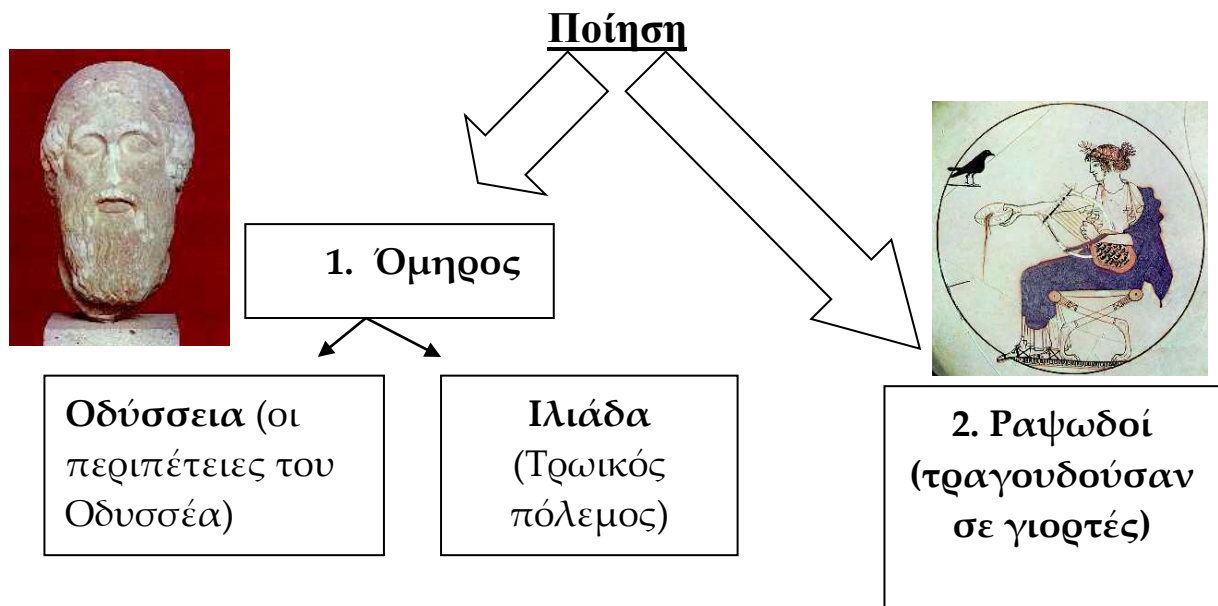 Ποίηση
1. Όμηρος
Οδύσσεια (οι
περιπέτειες του
Οδυσσέα)
Ιλιάδα
(Τρωικός
πόλεμος)
2. Ραψωδοί
(τραγουδούσαν
σε γιορτές)